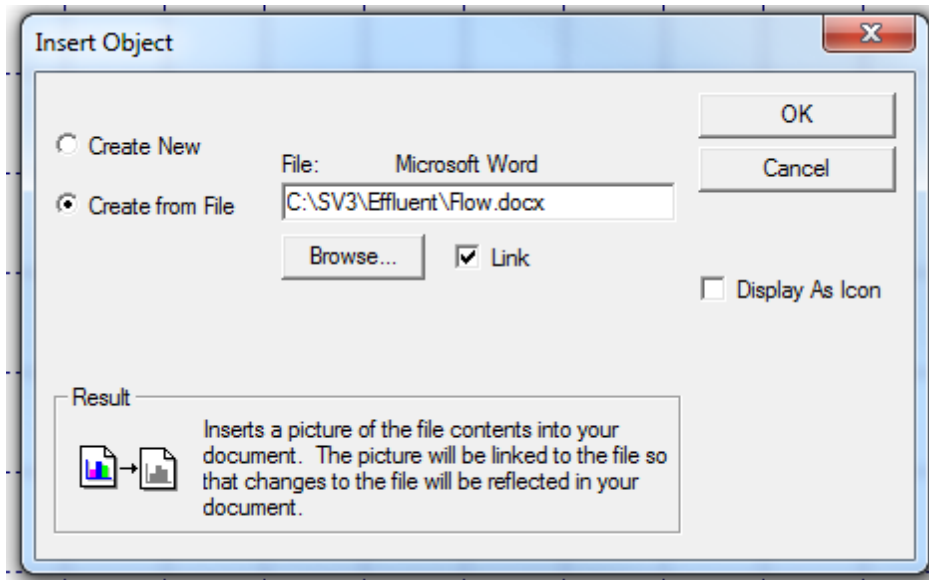 Insert Object
OK
Create New
File: Microsoft Word
Cancel
Create from File
C:\SV3\Effluent\Flow.docx
Browse...
Link
Display As Icon
Result
Inserts a picture of the file contents into your
document. The picture will be linked to the file so
that changes to the file will be reflected in your
document.